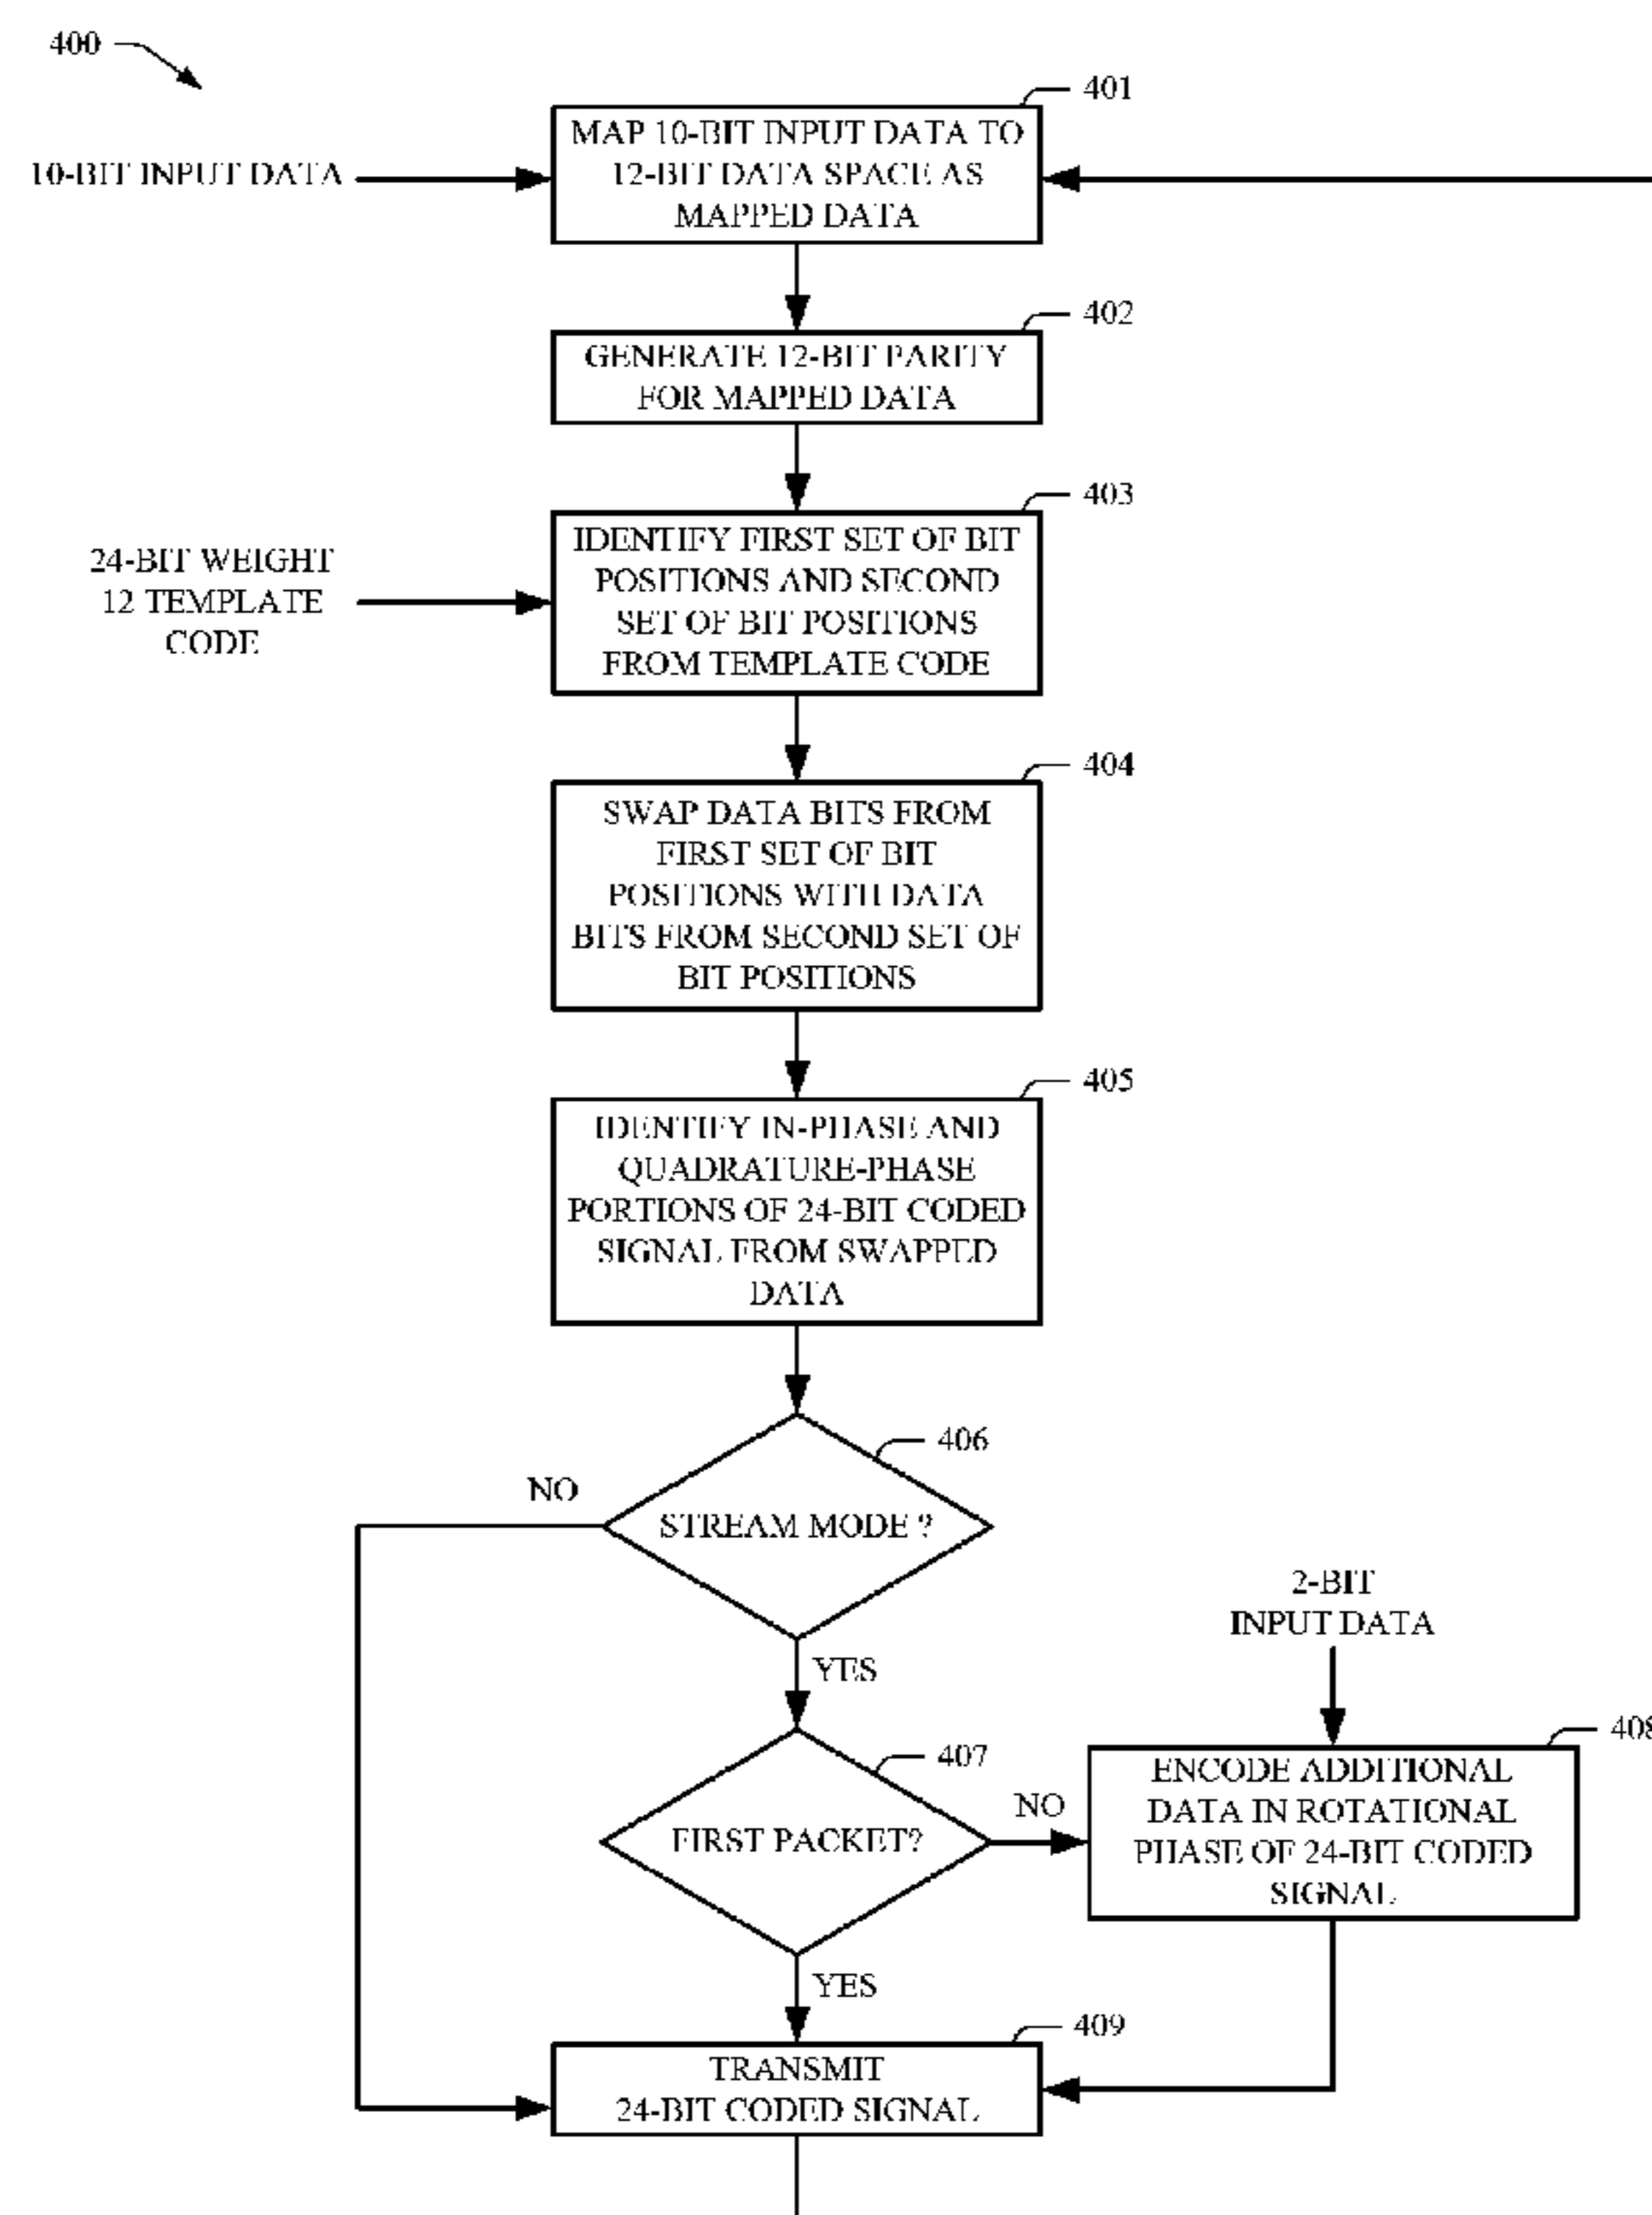 400
401
MAP 10-BIT INPUT DATA TO
12-BIT DATA SPACE AS
MAPPED DATA
10-BIT INPUT DATA
402
GENERATE 12-BIT PARITY
FOR MAPPED DATA
403
IDENTIFY FIRST SET OF BIT
POSITIONS AND SECOND
SET OF BIT POSITIONS
FROM TEMPLATE CODE
24-BIT WEIGHT
12 TEMPLATE
CODE
404
SWAP DATA BITS FROM
FIRST SET OF BIT
POSITIONS WITH DATA
BITS FROM SECOND SET OF
BIT POSITIONS
405
IDENTIFY IN-PHASE AND
QUADRATURE-PHASE
PORTIONS OF 24-BIT CODED
SIGNAL FROM SWAPPED
DATA
406
STREAM MODE ?
NO
YES
2-BIT
INPUT DATA
407
FIRST PACKET?
NO
YES
408
ENCODE ADDITIONAL
DATA IN ROTATIONAL
PHASE OF 24-BIT CODED
SIGNAL
409
TRANSMIT
24-BIT CODED SIGNAL